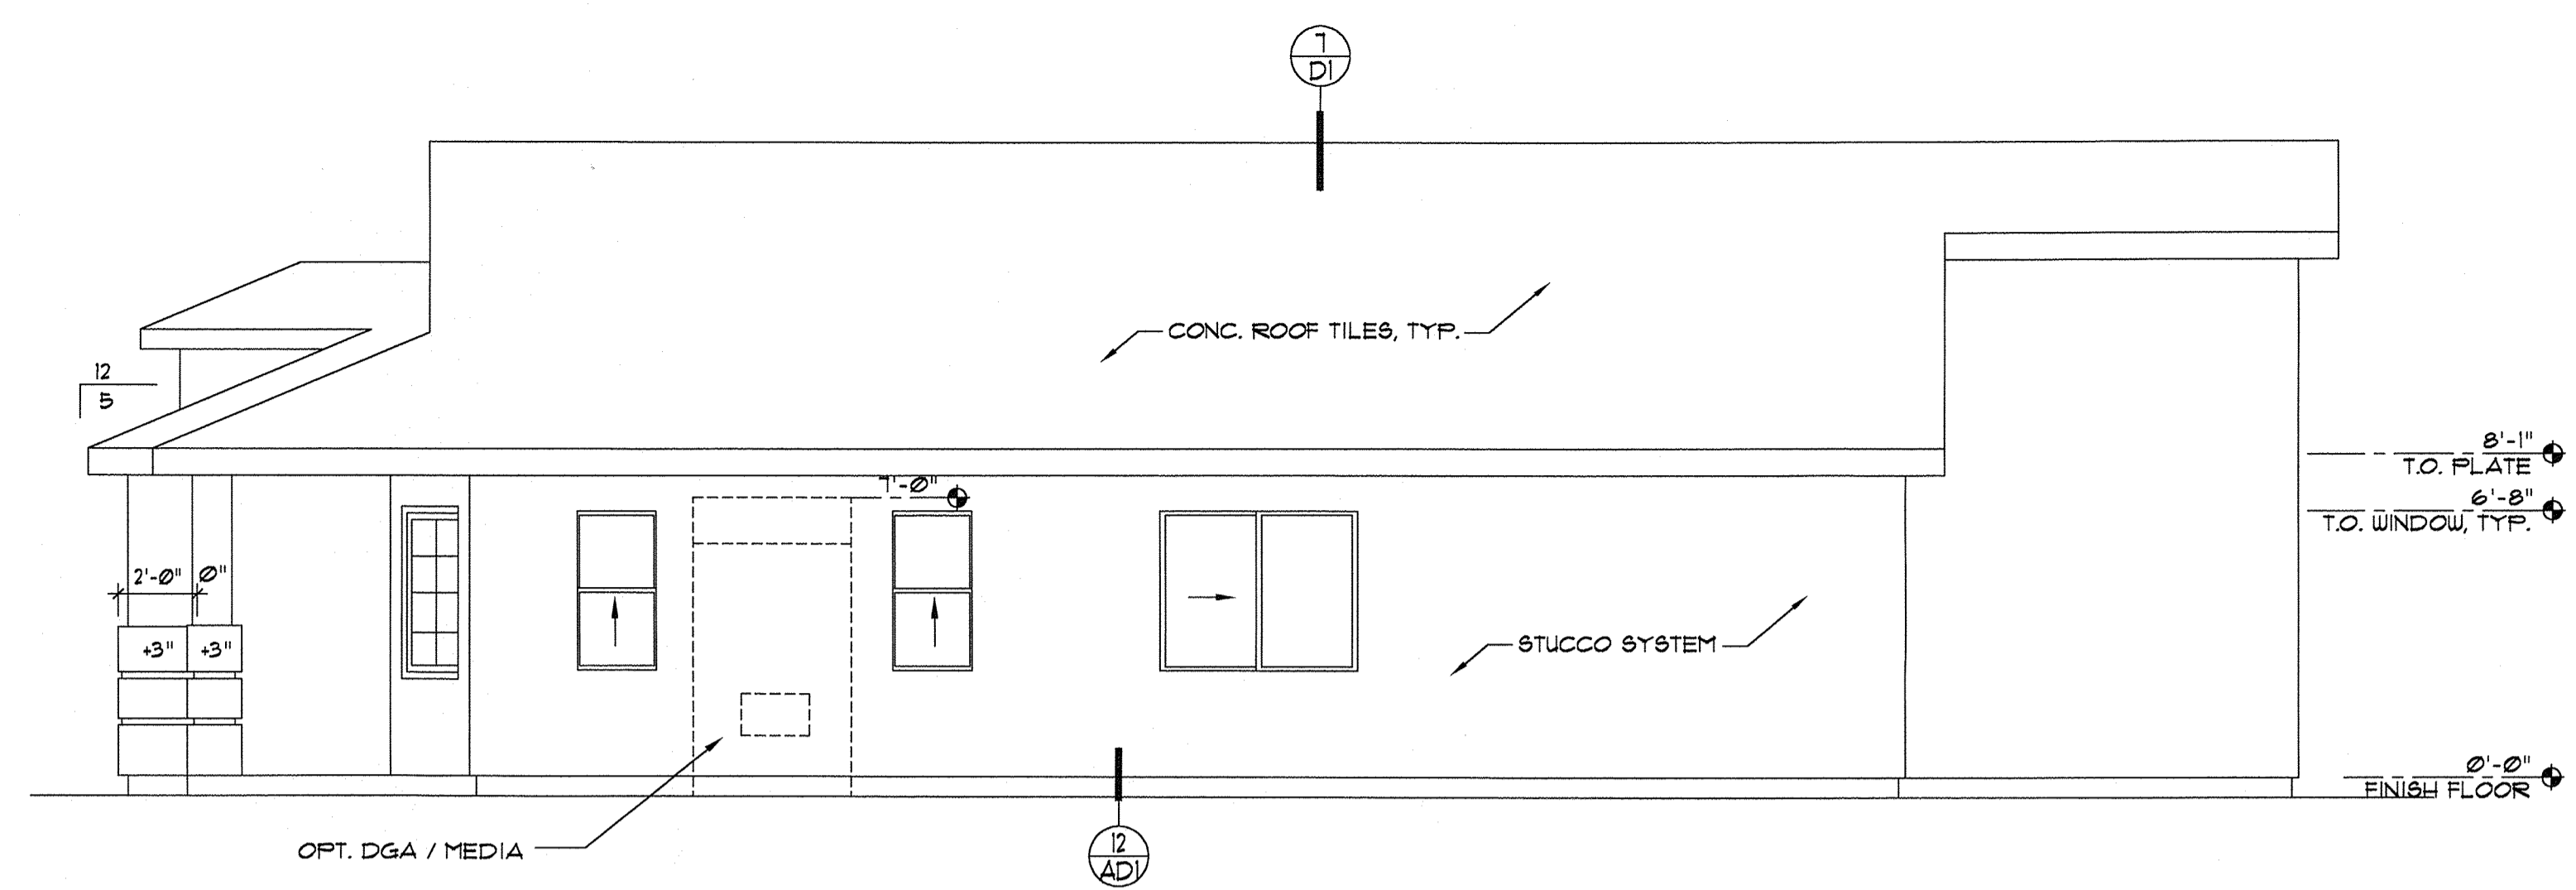 7
D1
CONC. ROOF TILES, TYP.
12
5
8'-1"
T.O. PLATE
7'-0"
6'-8"
T.O. WINDOW, TYP.
2'-0" 0"
+3" +3"
STUCCO SYSTEM
0'-0"
FINISH FLOOR
OPT. DGA / MEDIA
12
AD1